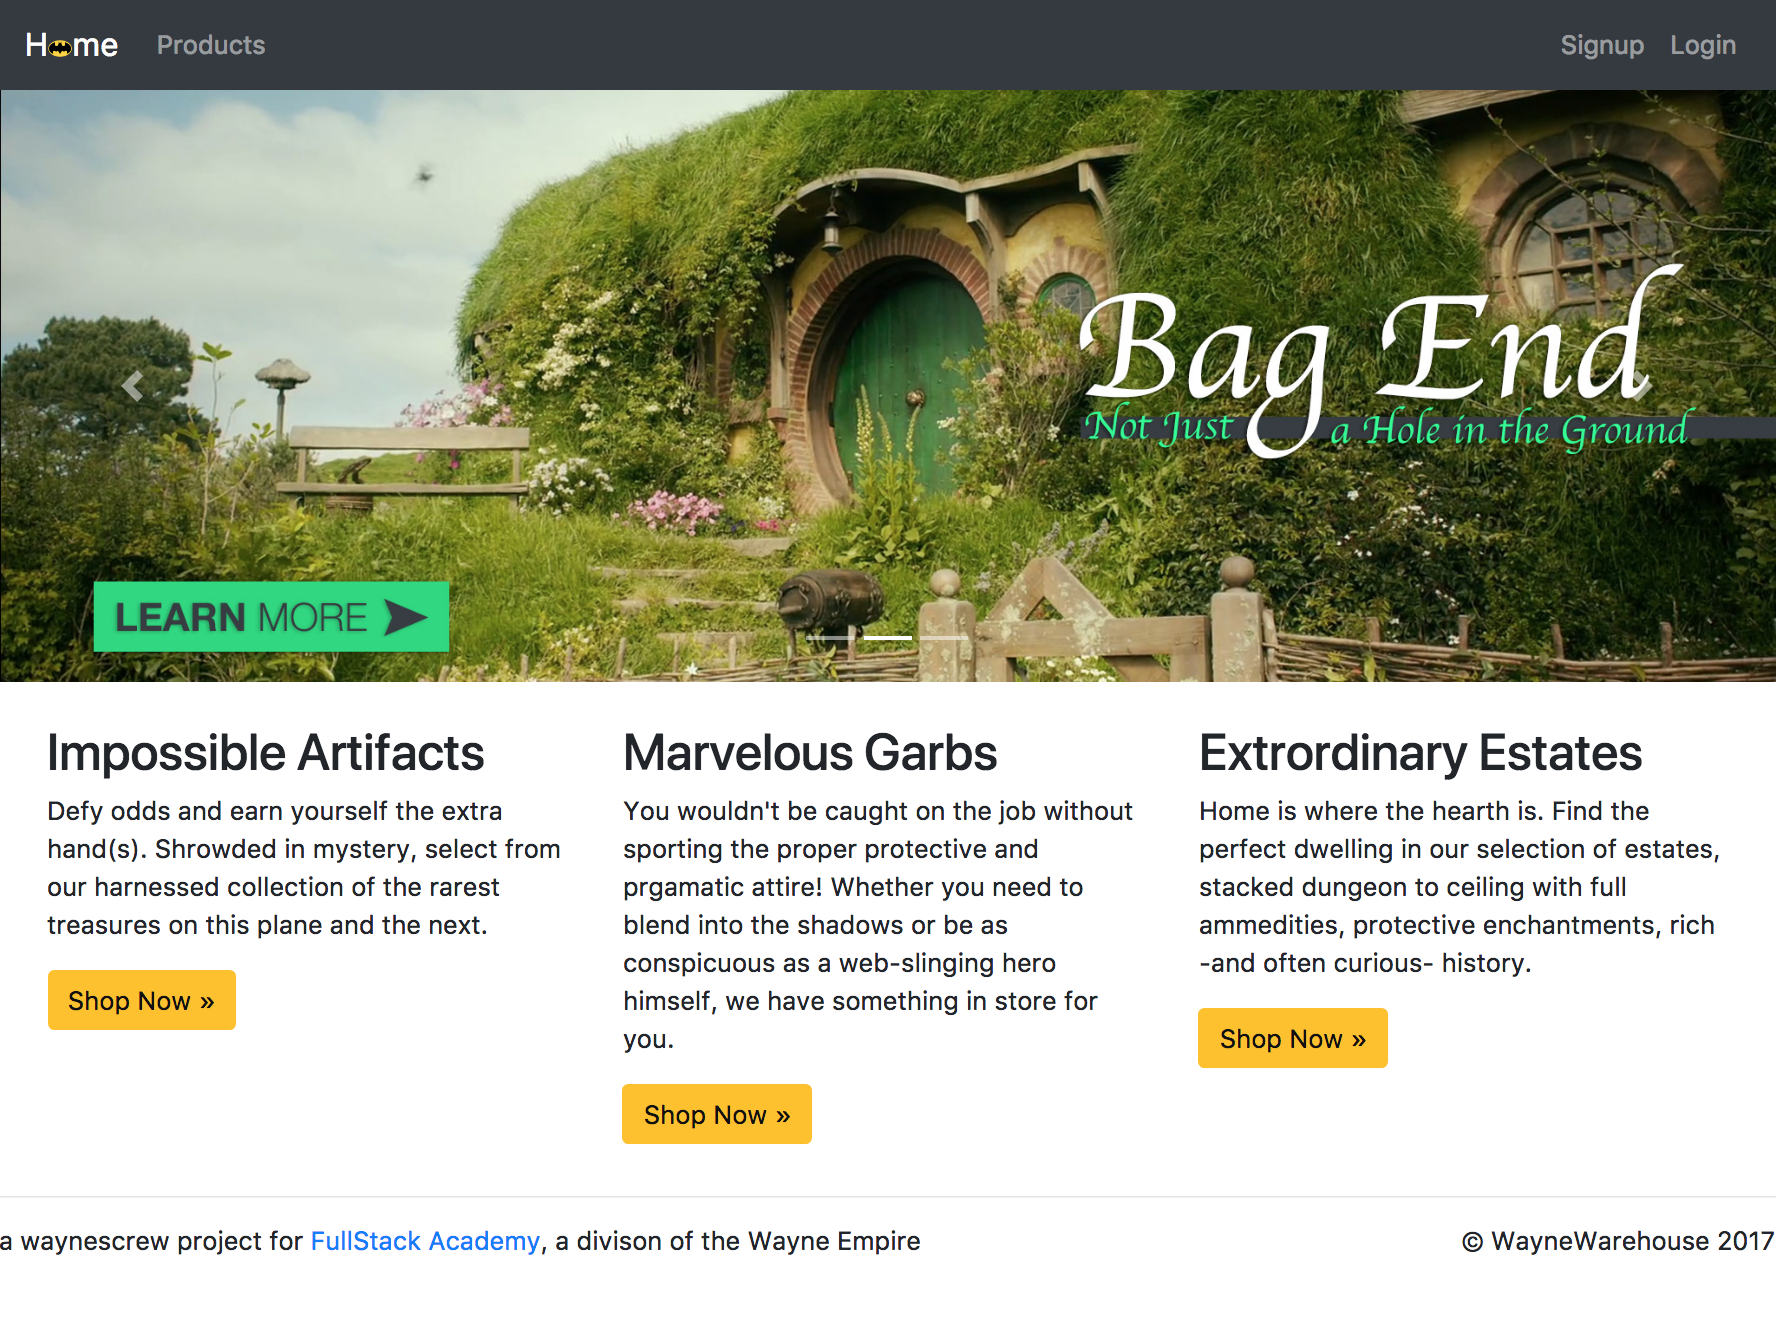 Home Products Signup Login
Bag End
Not Just a Hole in the Ground
LEARN MORE
Impossible Artifacts
Defy odds and earn yourself the extra
hand(s). Shrowded in mystery, select from
our harnessed collection of the rarest
treasures on this plane and the next.
Shop Now »
Marvelous Garbs
You wouldn't be caught on the job without
sporting the proper protective and
prgamatic attire! Whether you need to
blend into the shadows or be as
conspicuous as a web-slinging hero
himself, we have something in store for
you.
Shop Now »
Extrordinary Estates
Home is where the hearth is. Find the
perfect dwelling in our selection of estates,
stacked dungeon to ceiling with full
ammedities, protective enchantments, rich
-and often curious- history.
Shop Now »
a waynescrew project for FullStack Academy, a divison of the Wayne Empire
© WayneWarehouse 2017